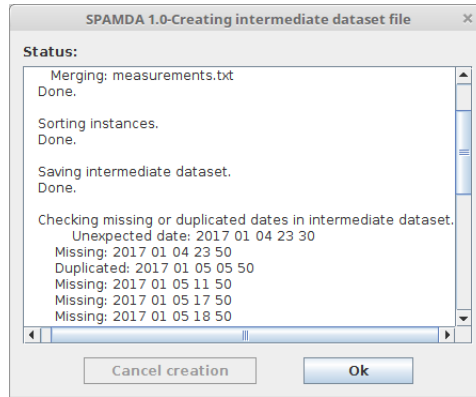 SPAMDA 1.0-Creating intermediate dataset file
Status:
Merging: measurements.txt
Done.
Sorting instances.
Done.
Saving intermediate dataset.
Done.
Checking missing or duplicated dates in intermediate dataset.
Unexpected date: 2017 01 04 23 30
Missing: 2017 01 04 23 50
Duplicated: 2017 01 05 05 50
Missing: 2017 01 05 11 50
Missing: 2017 01 05 17 50
Missing: 2017 01 05 18 50
Cancel creation
Ok